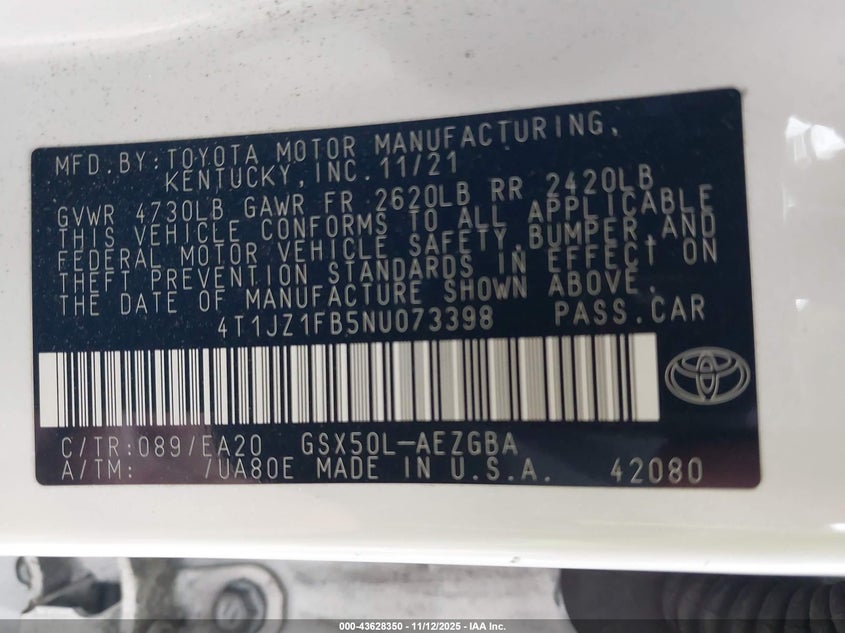 MFD. BY: TOYOTA MOTOR MANUFACTURING,
KENTUCKY, INC. 11/21
GVWR 4730LB GAWR FR 2620LB RR 2420LB
THIS VEHICLE CONFORMS TO ALL APPLICABLE
FEDERAL MOTOR VEHICLE SAFETY,BUMPER,AND
THEFT PREVENTION STANDARDS IN EFFECT ON
THE DATE OF MANUFACTURE SHOWN ABOVE.
4T1JZ1FB5NU073398 PASS.CAR
C/TR:089/EA20 GSX50L-AEZGBA
A/TM: /UA80E MADE IN U.S.A. 42080
000-43628350 - 11/12/2025 - IAA Inc.